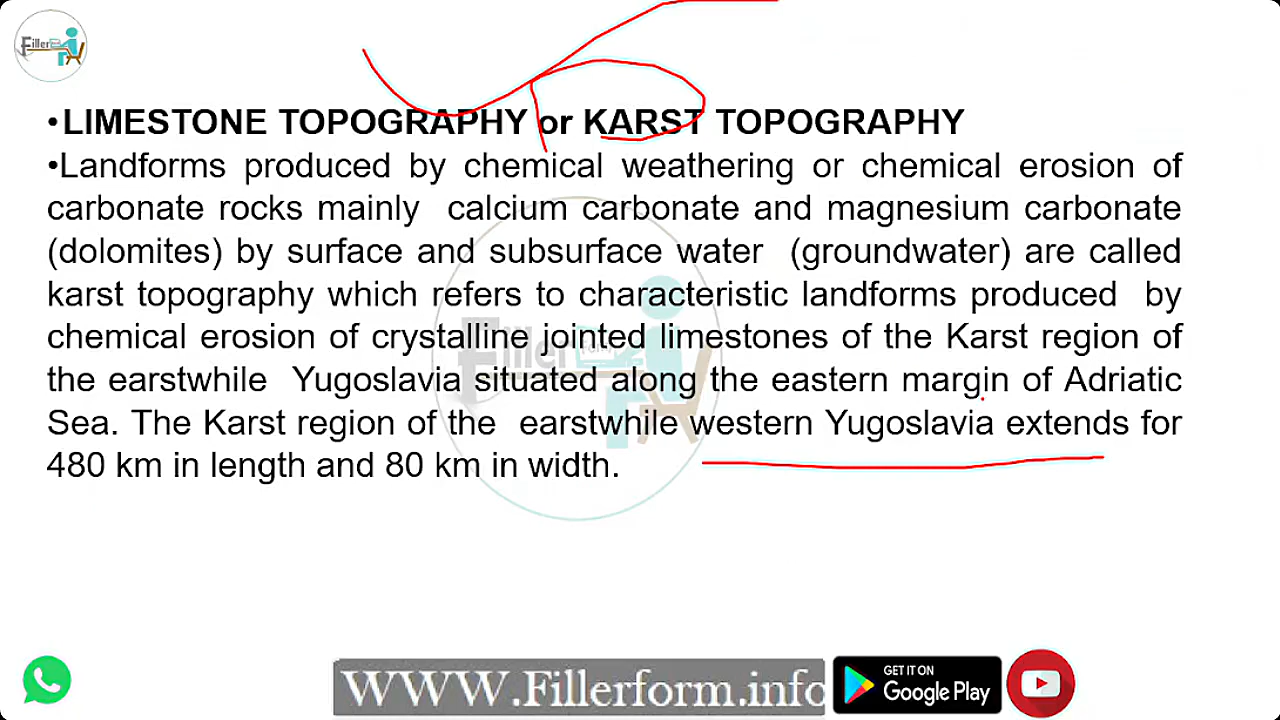 Filler
•LIMESTONE TOPOGRAPHY or KARST TOPOGRAPHY
•Landforms produced by chemical weathering or chemical erosion of
carbonate rocks mainly calcium carbonate and magnesium carbonate
(dolomites) by surface and subsurface water (groundwater) are called
karst topography which refers to characteristic landforms produced by
chemical erosion of crystalline jointed limestones of the Karst region of
the earstwhile Yugoslavia situated along the eastern margin of Adriatic
Sea. The Karst region of the earstwhile western Yugoslavia extends for
480 km in length and 80 km in width.
Filler
WWW.Fillerform.info
GET IT ON
Google Play